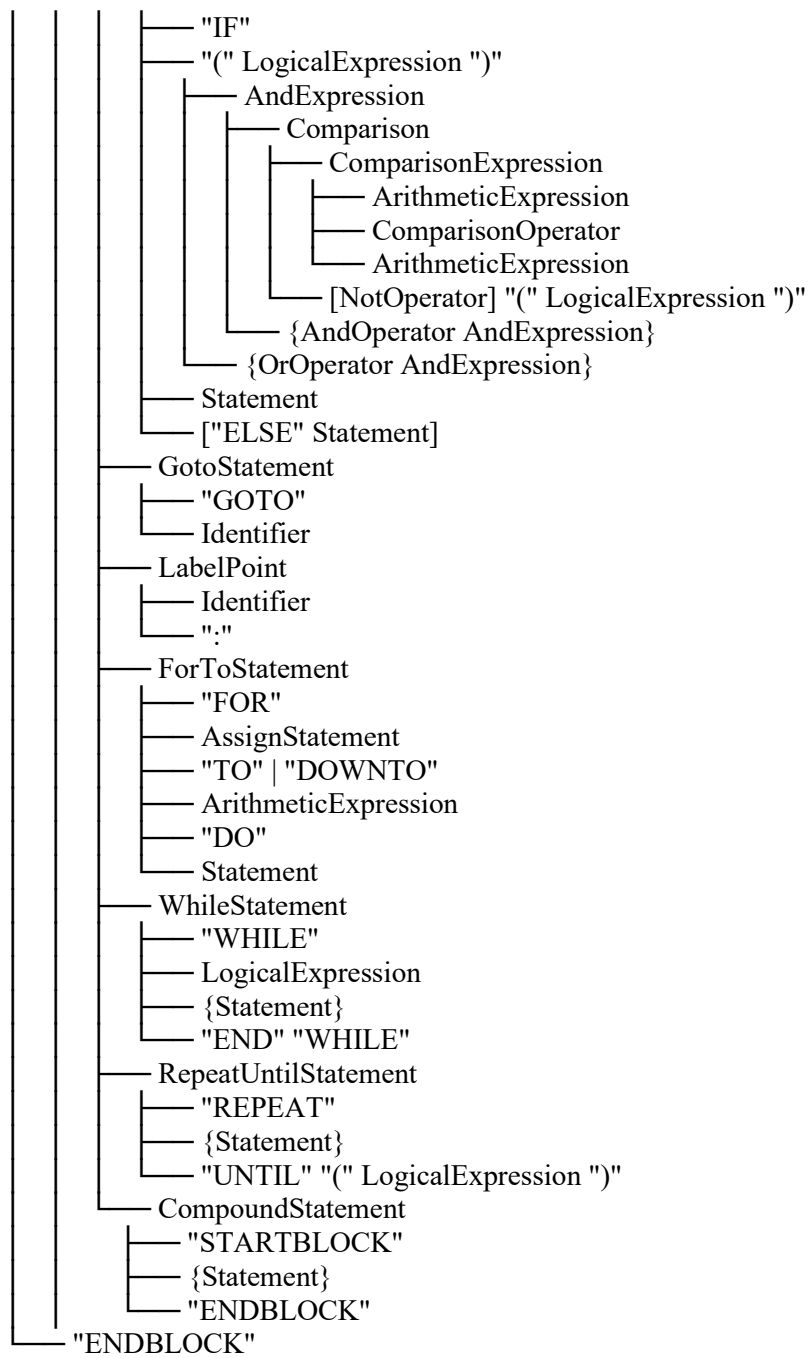 "IF"
"(" LogicalExpression ")"
AndExpression
Comparison
ComparisonExpression
ArithmeticExpression
ComparisonOperator
ArithmeticExpression
[NotOperator] "(" LogicalExpression ")"
{AndOperator AndExpression}
{OrOperator AndExpression}
Statement
["ELSE" Statement]
GotoStatement
"GOTO"
Identifier
LabelPoint
Identifier
":"
ForToStatement
"FOR"
AssignStatement
"TO" | "DOWNTO"
ArithmeticExpression
"DO"
Statement
WhileStatement
"WHILE"
LogicalExpression
{Statement}
"END" "WHILE"
RepeatUntilStatement
"REPEAT"
{Statement}
"UNTIL" "(" LogicalExpression ")"
CompoundStatement
"STARTBLOCK"
{Statement}
"ENDBLOCK"
"ENDBLOCK"